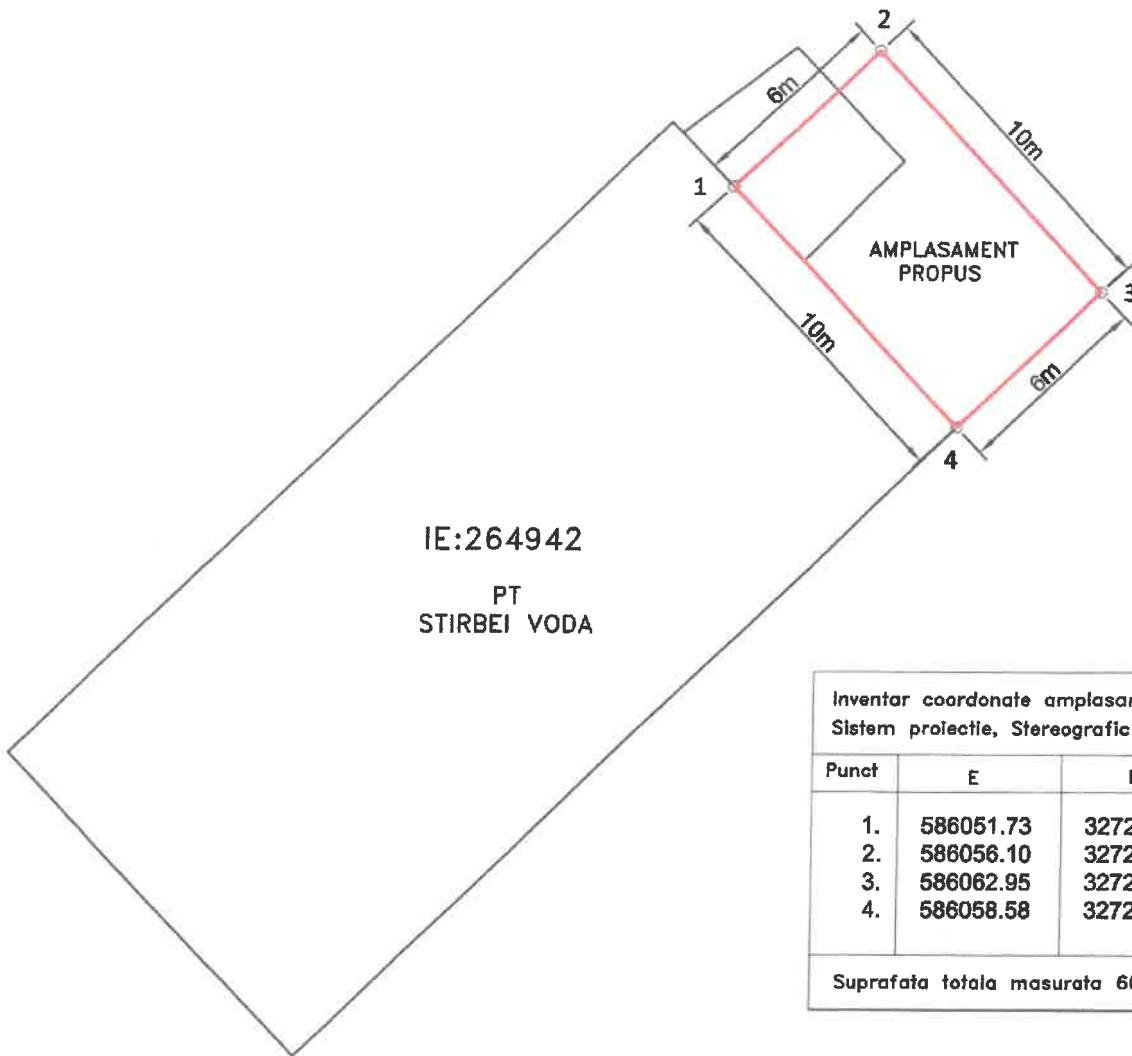 2
6m
10m
1
AMPLASAMENT
PROPUS
3
10m
6m
4
IE:264942
PT
STIRBEI VODA
Inventar coordonate
Sistem proiectie, Stereografic
Punct E
1. 586051.73 3272
2. 586056.10 3272
3. 586062.95 3272
4. 586058.58 3272
Suprafata totala masurata